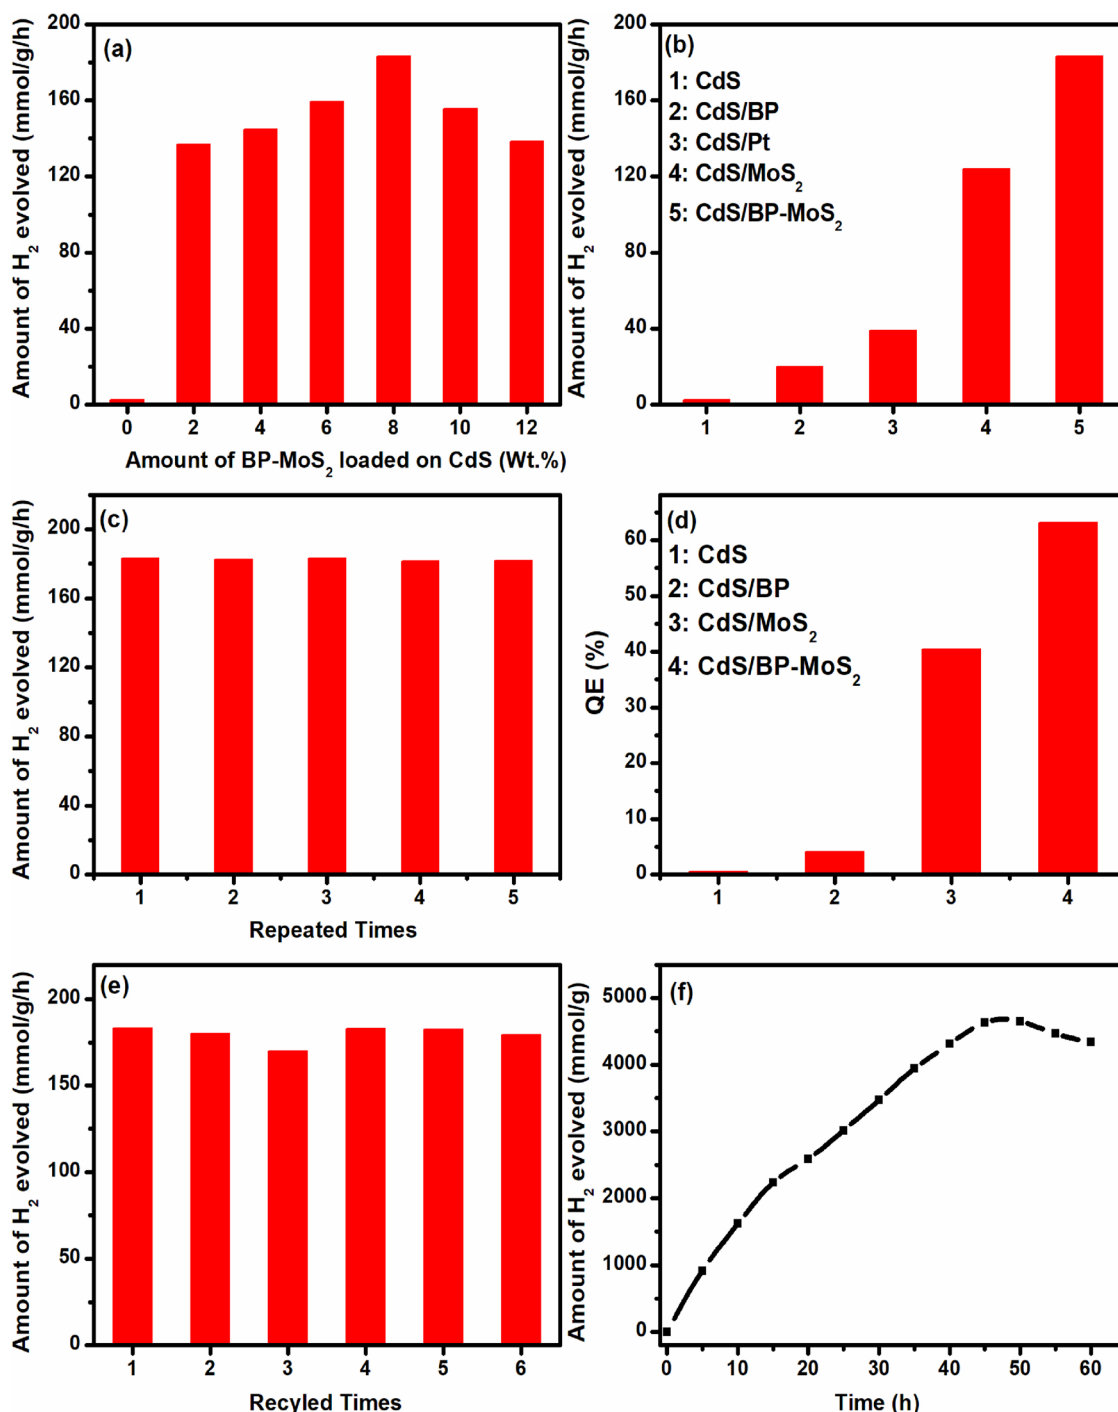 (a)
Amount of H₂ evolved (mmol/g/h)
200
160
120
80
40
0
0 2 4 6 8 10 12
Amount of BP-MoS₂ loaded on CdS (Wt.%)
(b)
1: CdS
2: CdS/BP
3: CdS/Pt
4: CdS/MoS₂
5: CdS/BP-MoS₂
Amount of H₂ evolved (mmol/g/h)
200
160
120
80
40
0
1 2 3 4 5
(c)
Amount of H₂ evolved (mmol/g/h)
200
160
120
80
40
0
1 2 3 4 5
Repeated Times
(d)
1: CdS
2: CdS/BP
3: CdS/MoS₂
4: CdS/BP-MoS₂
QE (%)
60
50
40
30
20
10
0
1 2 3 4
(e)
Amount of H₂ evolved (mmol/g/h)
200
150
100
50
0
1 2 3 4 5 6
Recyled Times
(f)
Amount of H₂ evolved (mmol/g)
5000
4000
3000
2000
1000
0
0 10 20 30 40 50 60
Time (h)